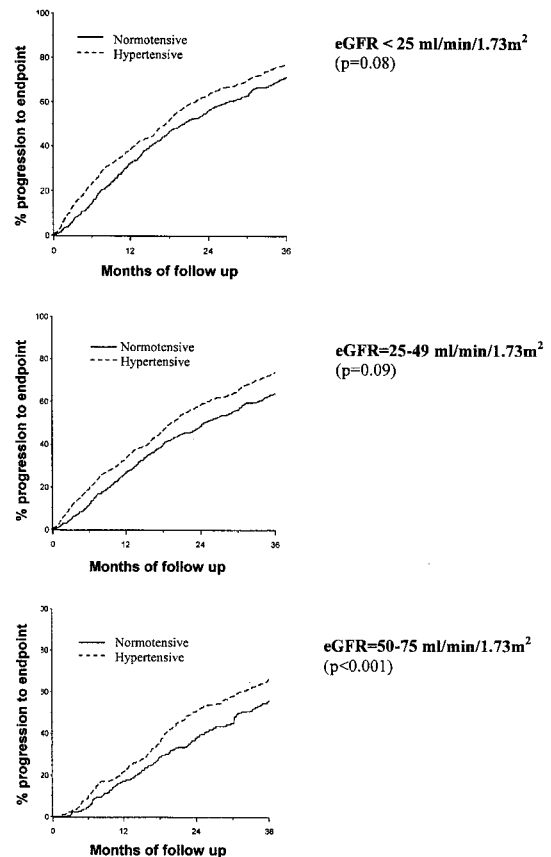 100
80
60
40
20
0
% progression to endpoint
Normotensive
Hypertensive
0 12 24 36
Months of follow up
eGFR < 25 ml/min/1.73m²
(p=0.08)
100
80
60
40
20
0
% progression to endpoint
Normotensive
Hypertensive
0 12 24 36
Months of follow up
eGFR=25-49 ml/min/1.73m²
(p=0.09)
20
0
% progression to endpoint
Normotensive
Hypertensive
0 12 24 36
Months of follow up
eGFR=50-75 ml/min/1.73m²
(p<0.001)